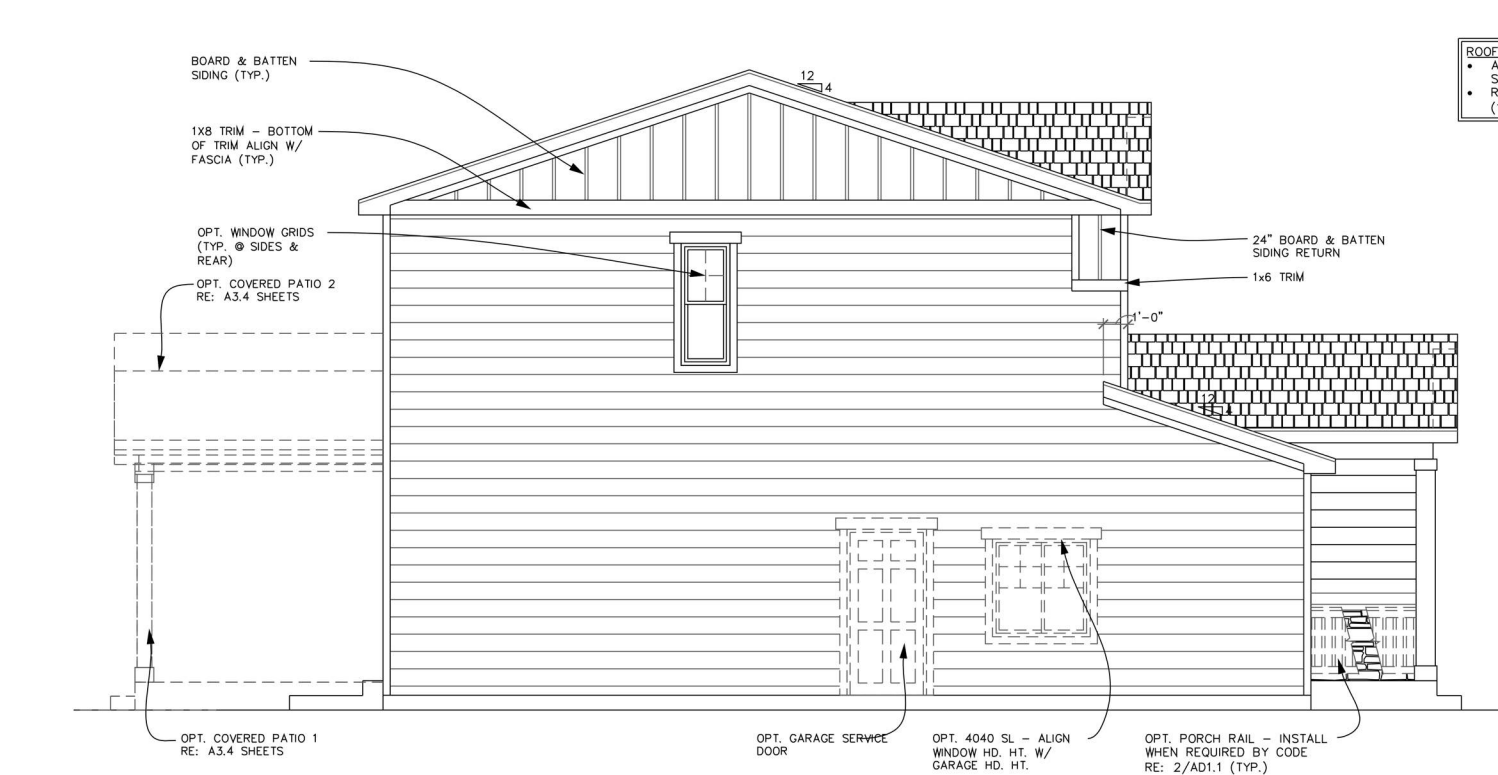 BOARD & BATTEN
SIDING (TYP.)
12
4
ROOF
• A
S
• R
(
1X8 TRIM – BOTTOM
OF TRIM ALIGN W/
FASCIA (TYP.)
OPT. WINDOW GRIDS
(TYP. @ SIDES &
REAR)
24" BOARD & BATTEN
SIDING RETURN
1x6 TRIM
OPT. COVERED PATIO 2
RE: A3.4 SHEETS
1'-0"
12
4
OPT. COVERED PATIO 1
RE: A3.4 SHEETS
OPT. GARAGE SERVICE
DOOR
OPT. 4040 SL – ALIGN
WINDOW HD. HT. W/
GARAGE HD. HT.
OPT. PORCH RAIL – INSTALL
WHEN REQUIRED BY CODE
RE: 2/AD1.1 (TYP.)